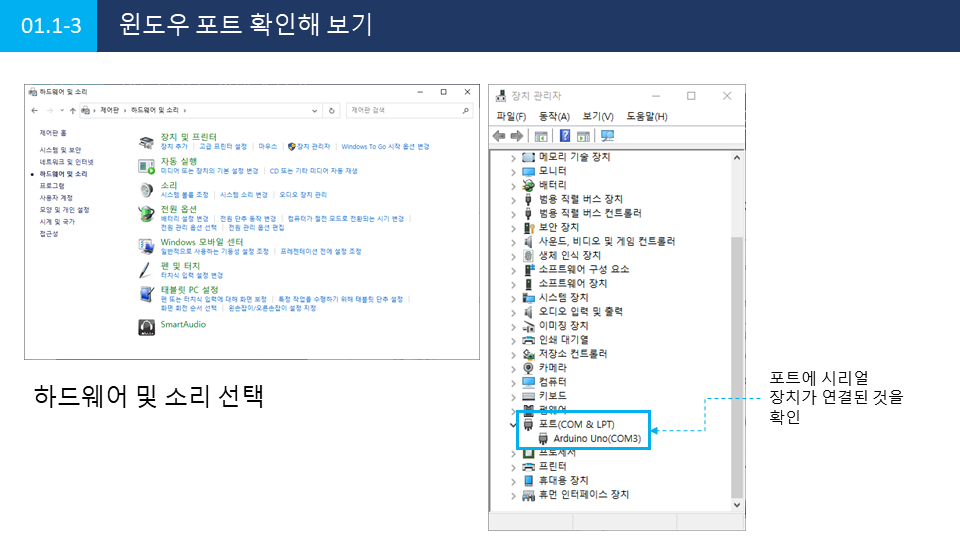 01.1-3
윈도우 포트 확인해 보기
하드웨어 및 소리
제어판 › 하드웨어 및 소리 ›
제어판 검색
제어판 홈
시스템 및 보안
네트워크 및 인터넷
하드웨어 및 소리
프로그램
사용자 계정
모양 및 개인 설정
시계 및 국가
접근성
장치 및 프린터
장치 추가 | 고급 프린터 설정 | 마우스 | 장치 관리자 | Windows To Go 시작 옵션 변경
자동 실행
미디어 또는 장치의 기본 설정 변경 | CD 또는 기타 미디어 자동 재생
소리
시스템 볼륨 조정 | 시스템 소리 변경 | 오디오 장치 관리
전원 옵션
배터리 설정 변경 | 전원 단추 동작 변경 | 컴퓨터가 절전 모드로 전환되는 시기 변경
전원 관리 옵션 선택 | 전원 관리 옵션 편집
Windows 모바일 센터
일반적으로 사용하는 기동성 설정 조정 | 프레젠테이션 전에 설정 조정
펜 및 터치
터치식 입력 설정 변경
태블릿 PC 설정
펜 또는 터치식 입력에 대해 화면 보정 | 특정 작업을 수행하기 위해 태블릿 단추 설정
화면 회전 순서 선택 | 왼손잡이/오른손잡이 설정 지정
SmartAudio
하드웨어 및 소리 선택
장치 관리자
파일(F) 동작(A) 보기(V) 도움말(H)
메모리 기술 장치
모니터
배터리
범용 직렬 버스 장치
범용 직렬 버스 컨트롤러
보안 장치
사운드, 비디오 및 게임 컨트롤러
생체 인식 장치
소프트웨어 구성 요소
소프트웨어 장치
시스템 장치
오디오 입력 및 출력
이미징 장치
인쇄 대기열
저장소 컨트롤러
카메라
컴퓨터
키보드
펌웨어
포트(COM & LPT)
Arduino Uno(COM3)
프로세서
프린터
휴대용 장치
휴먼 인터페이스 장치
포트에 시리얼
장치가 연결된 것을
확인